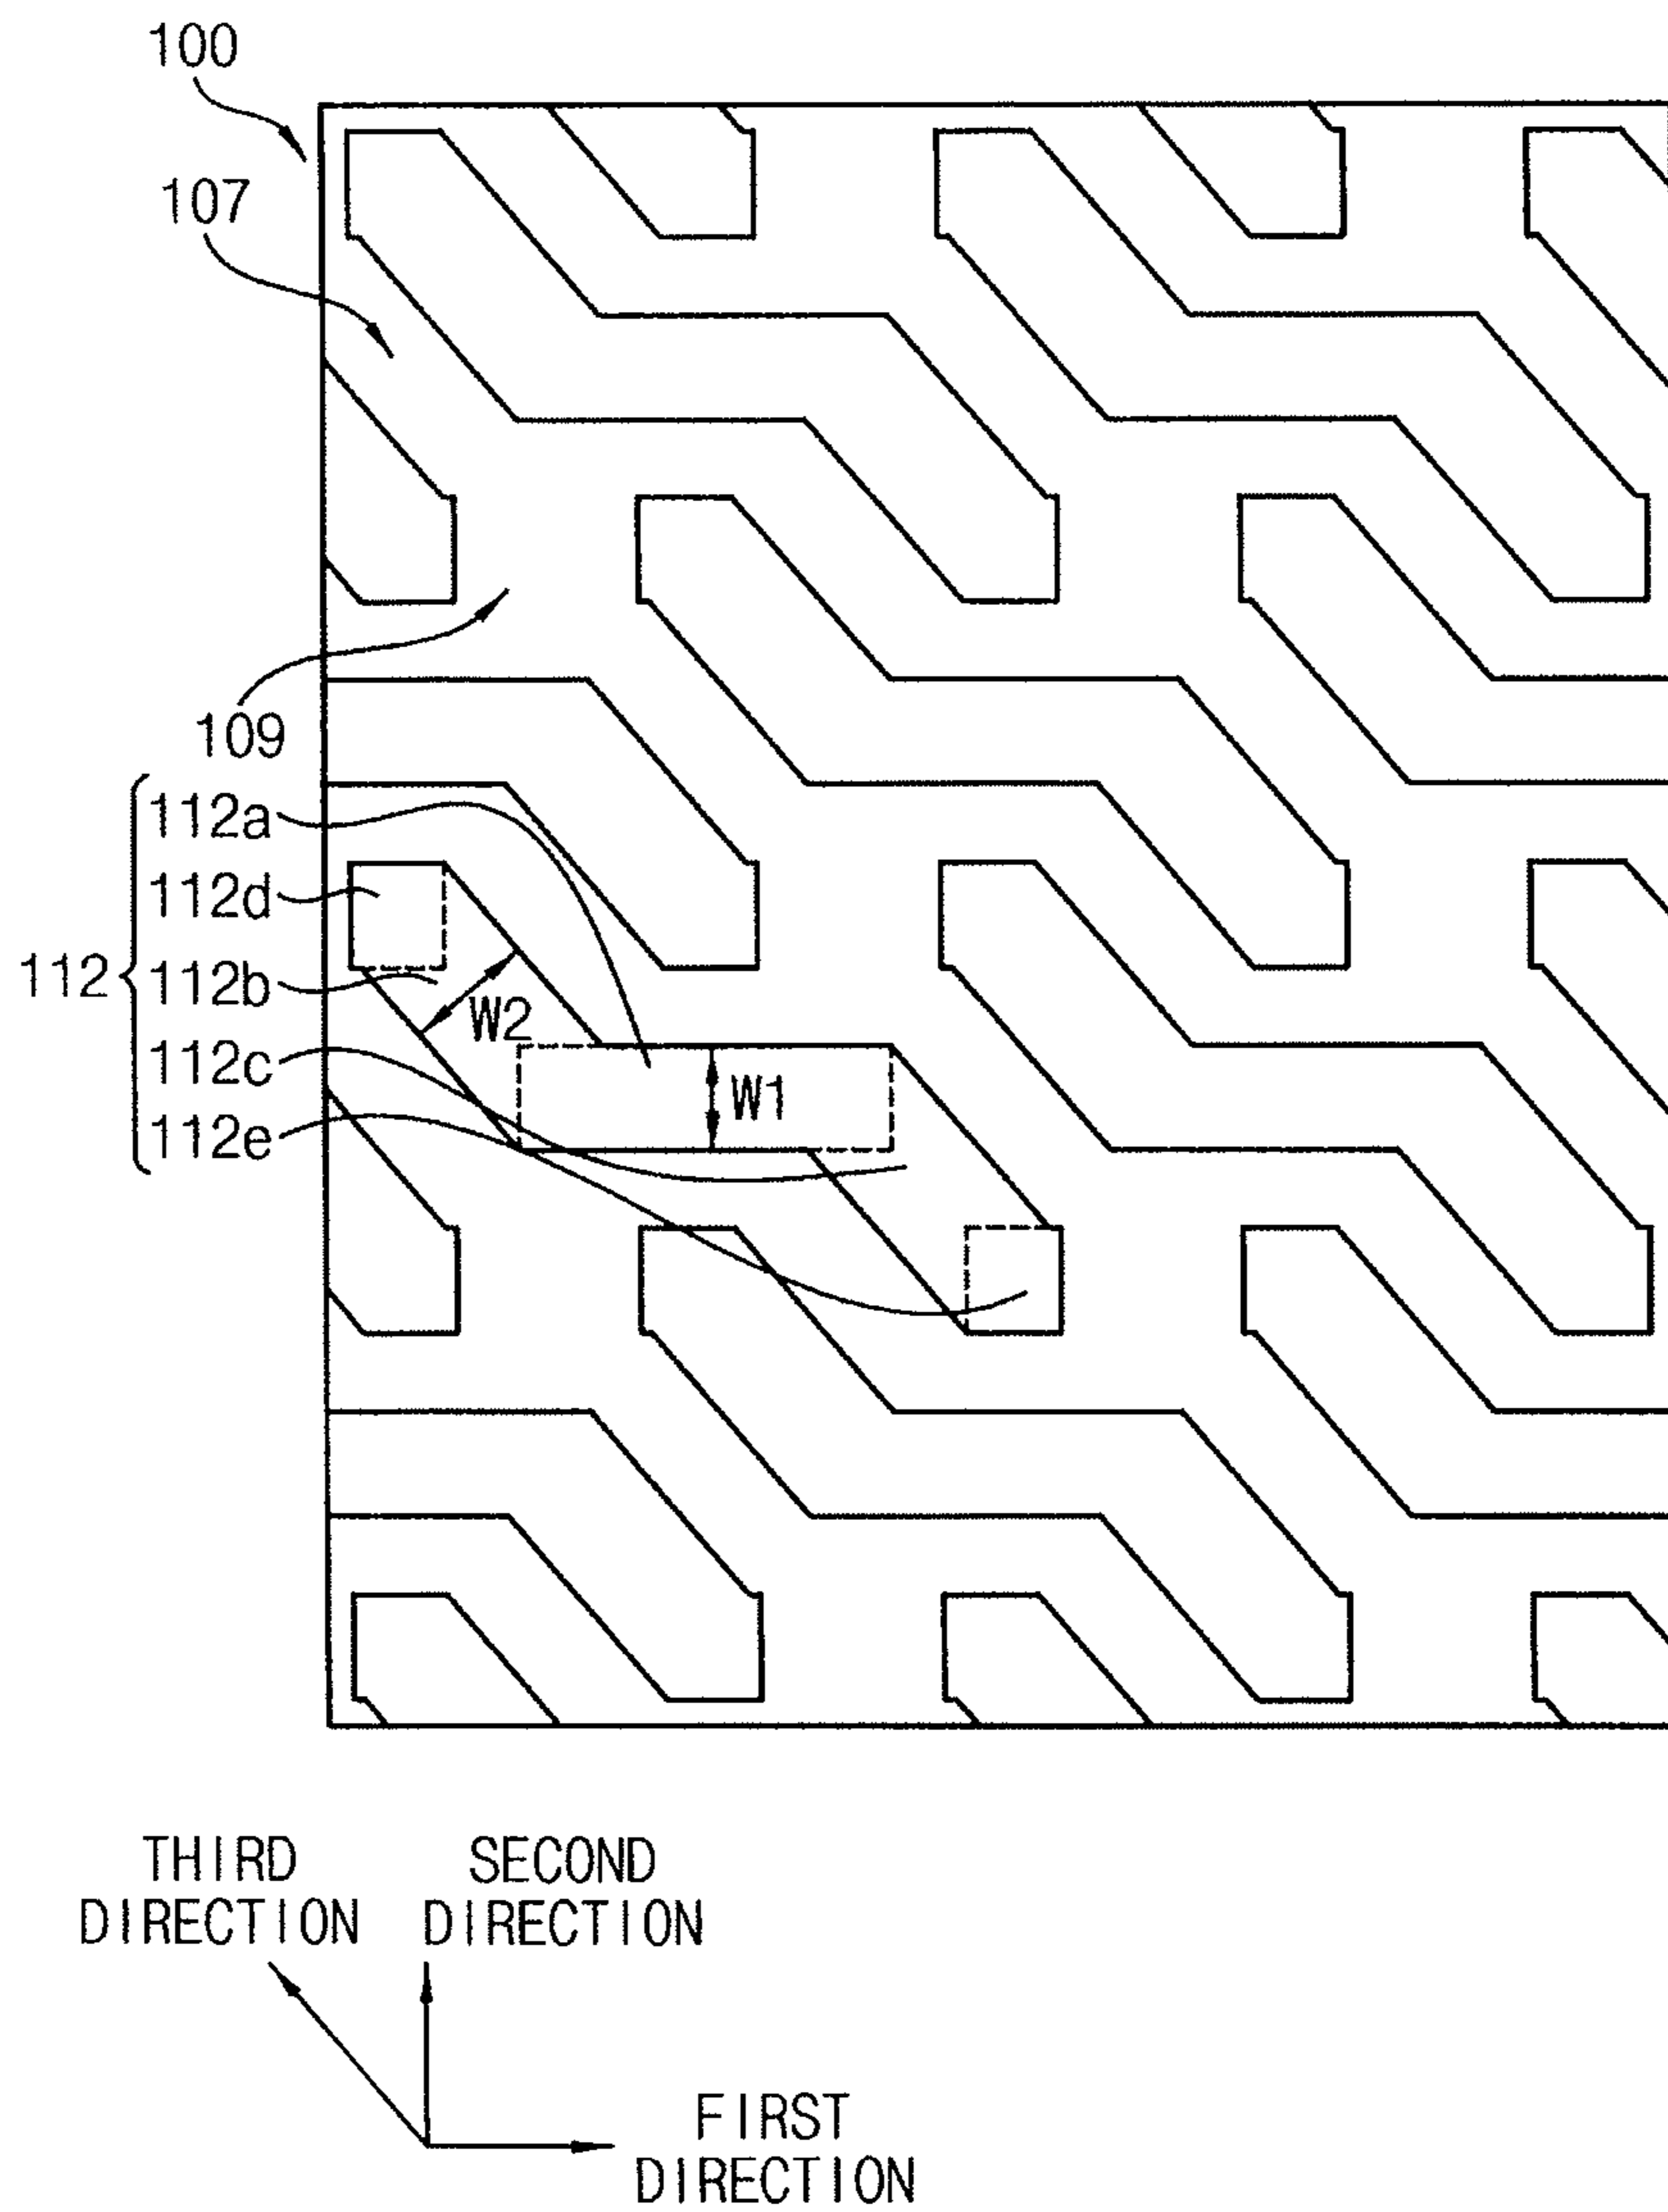 100
107
109
112a
112d
112
112b
W2
112c
W1
112e
THIRD
DIRECTION
SECOND
DIRECTION
FIRST
DIRECTION